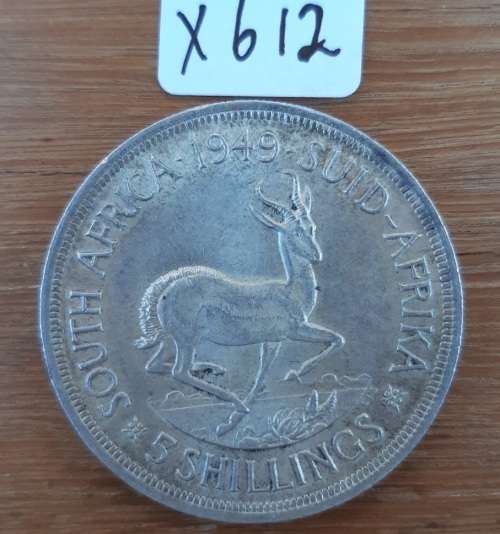 X612
SOUTH AFRICA · 1949 · SUID-AFRIKA
5 SHILLINGS